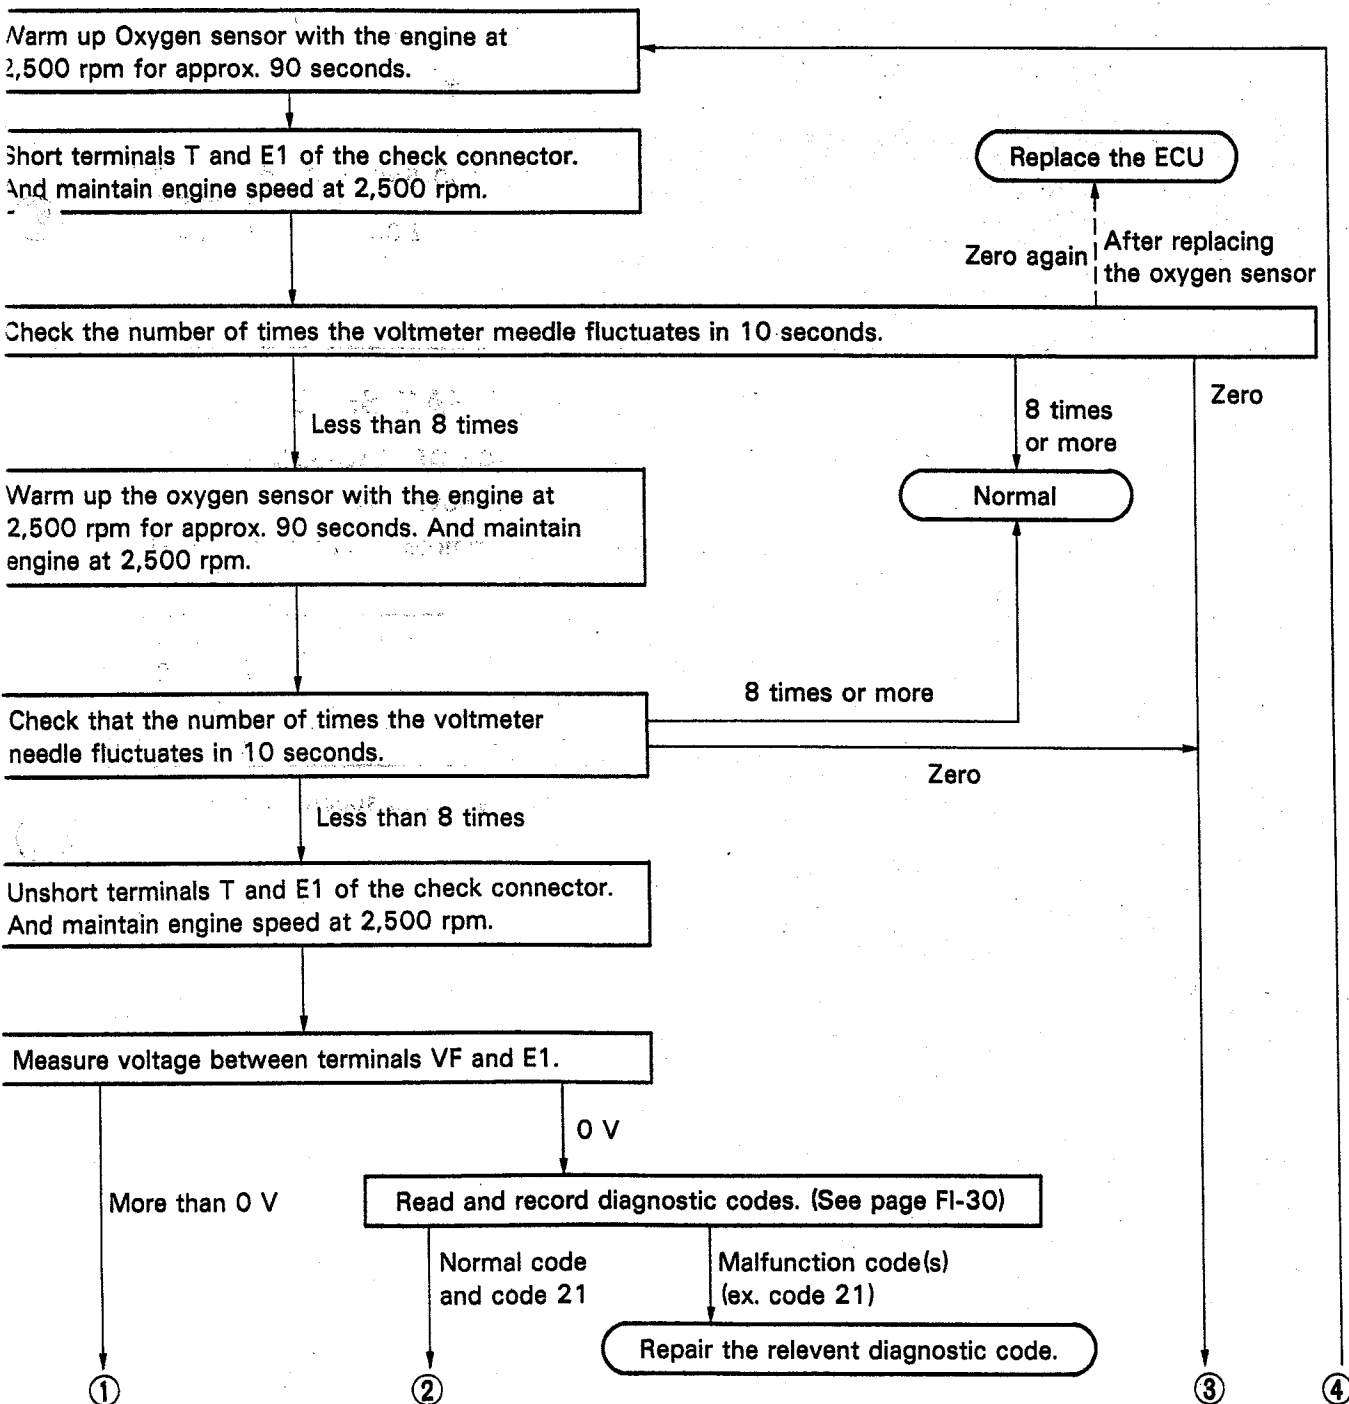 Warm up Oxygen sensor with the engine at
2,500 rpm for approx. 90 seconds.
Short terminals T and E1 of the check connector.
And maintain engine speed at 2,500 rpm.
Replace the ECU
Zero again
After replacing
the oxygen sensor
Check the number of times the voltmeter meedle fluctuates in 10 seconds.
Less than 8 times
8 times
or more
Zero
Warm up the oxygen sensor with the engine at
2,500 rpm for approx. 90 seconds. And maintain
engine at 2,500 rpm.
Normal
Check that the number of times the voltmeter
needle fluctuates in 10 seconds.
8 times or more
Zero
Less than 8 times
Unshort terminals T and E1 of the check connector.
And maintain engine speed at 2,500 rpm.
Measure voltage between terminals VF and E1.
0 V
More than 0 V
Read and record diagnostic codes. (See page FI-30)
Normal code
and code 21
Malfunction code(s)
(ex. code 21)
Repair the relevent diagnostic code.
① ② ③ ④